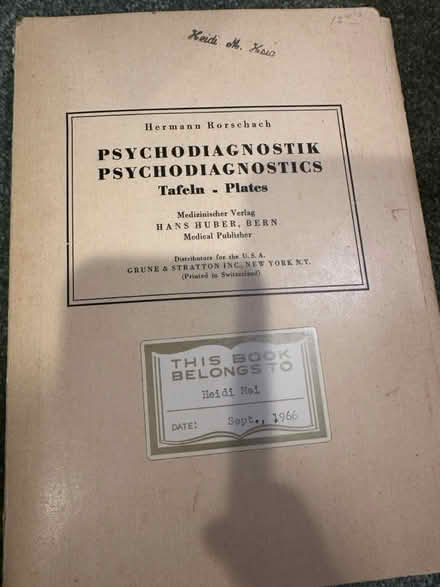 Heidi M. Hsia
Hermann Rorschach
PSYCHODIAGNOSTIK
PSYCHODIAGNOSTICS
Tafeln - Plates
Medizinischer Verlag
HANS HUBER, BERN
Medical Publisher
Distributors for the U.S.A.
GRUNE & STRATTON INC. NEW YORK N.Y.
(Printed in Switzerland)
THIS BOOK
BELONGS TO
Heidi Mei
DATE: Sept., 1966